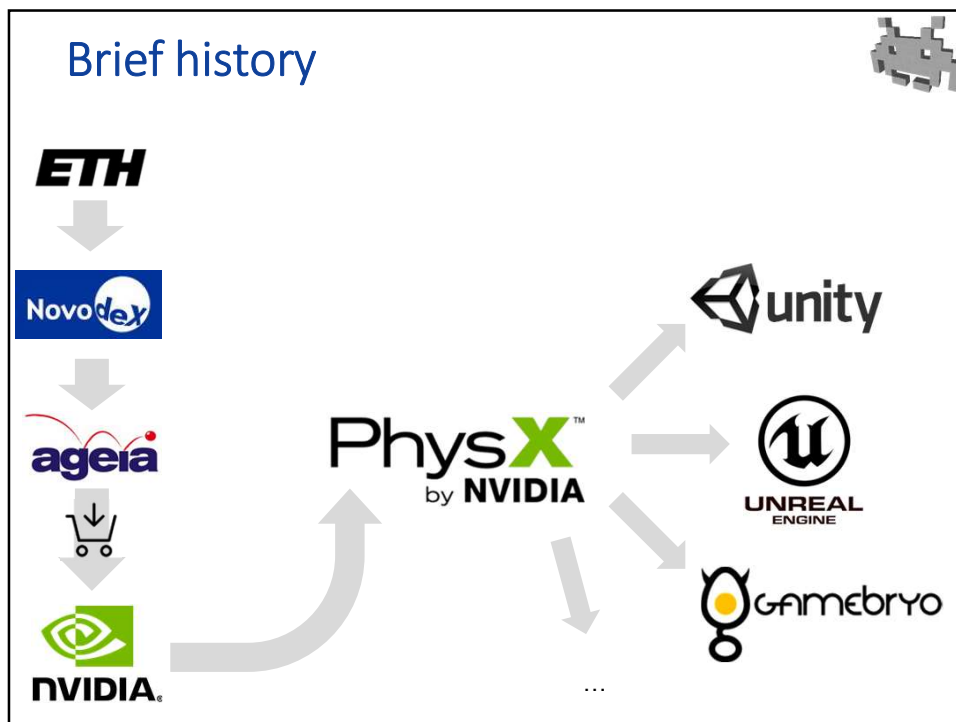 Brief history
ETH
NovodeX
ageia
NVIDIA®
PhysX™
by NVIDIA
unity
UNREAL
ENGINE
GAMEbryo
...